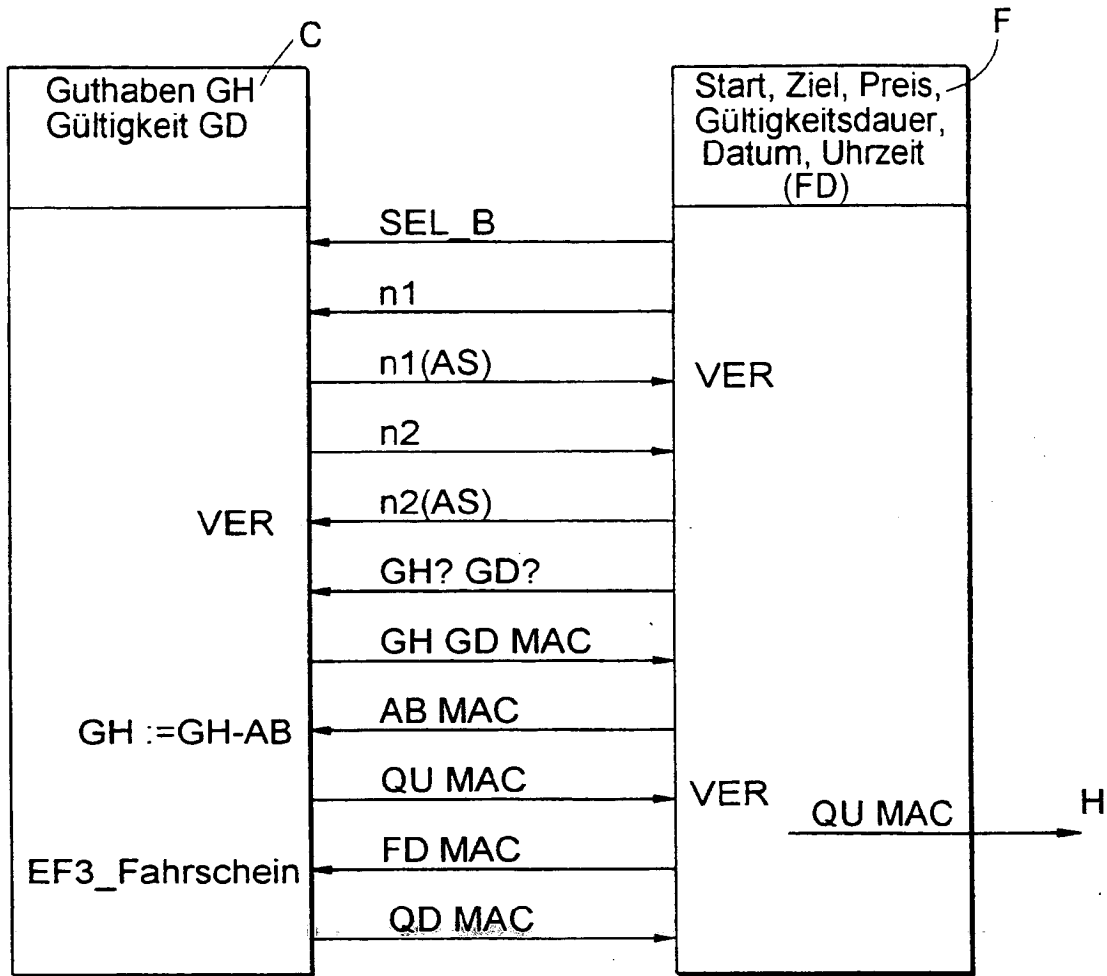 C
F
Guthaben GH
Gültigkeit GD
Start, Ziel, Preis,
Gültigkeitsdauer,
Datum, Uhrzeit
(FD)
SEL_B
n1
n1(AS)
VER
n2
n2(AS)
VER
GH? GD?
GH GD MAC
AB MAC
GH :=GH-AB
QU MAC
VER
QU MAC
H
FD MAC
EF3_Fahrschein
QD MAC